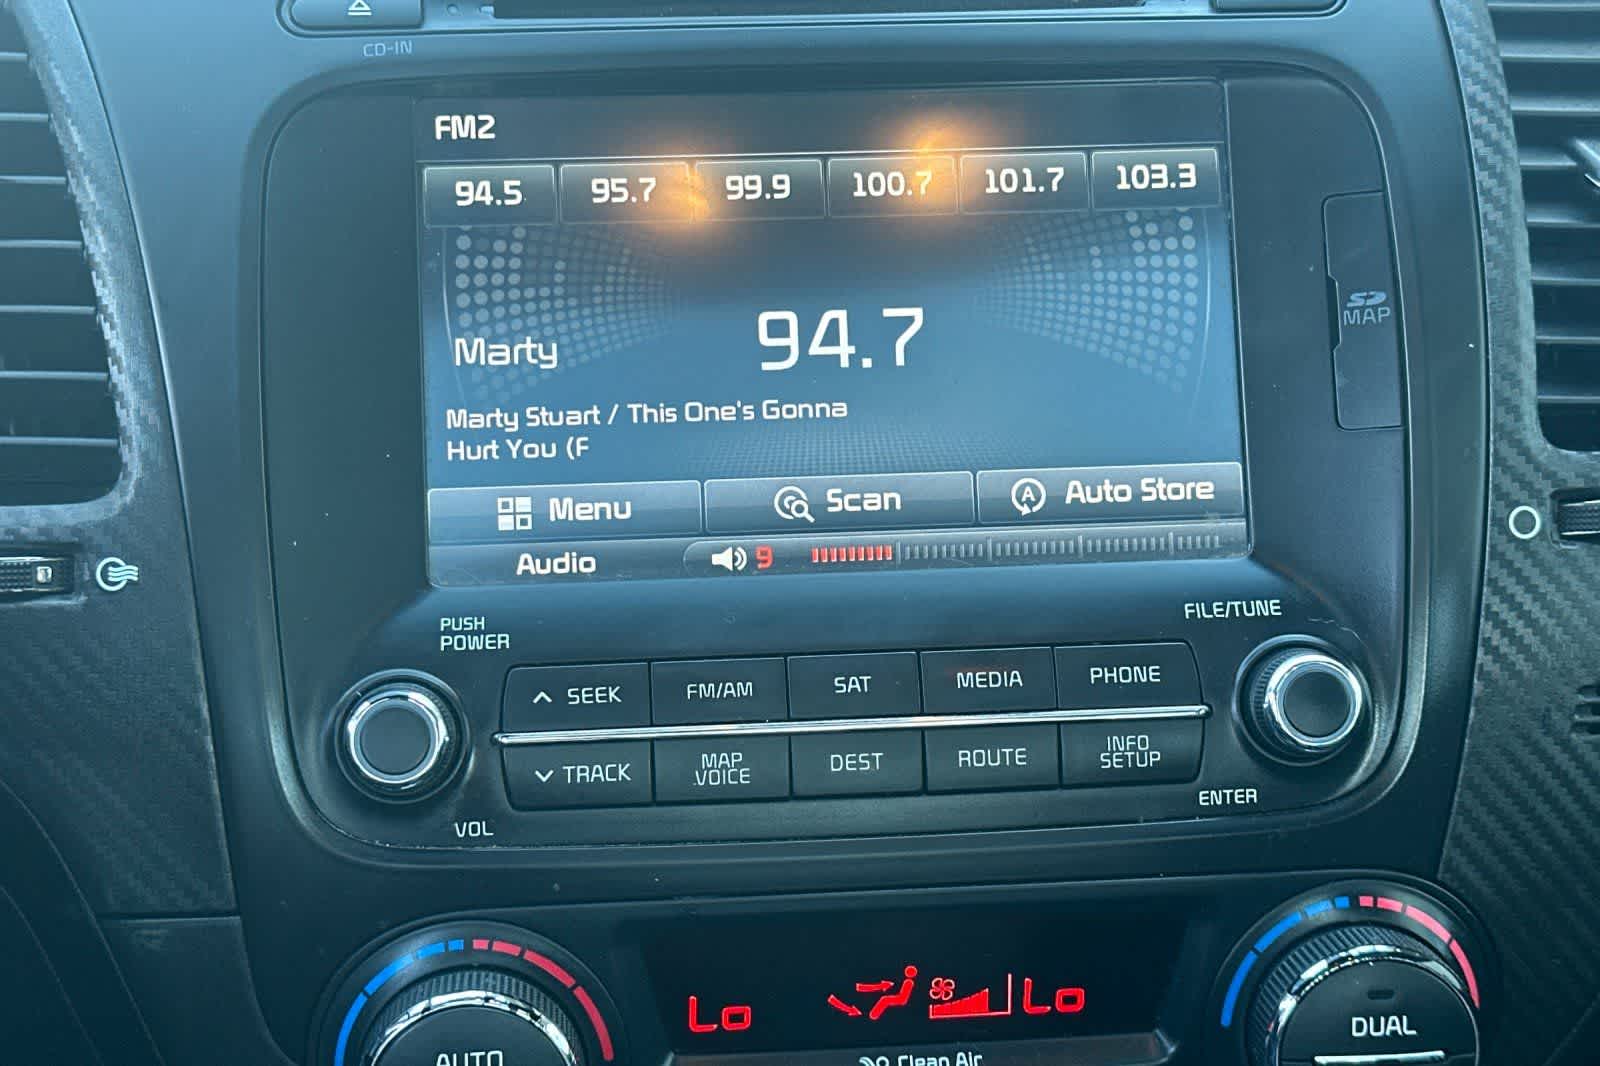 CD-IN
FM2
94.5 95.7 99.9 100.7 101.7 103.3
SD
MAP
Marty 94.7
Marty Stuart / This One's Gonna
Hurt You (F
Menu Scan A Auto Store
Audio 9
PUSH
POWER
FILE/TUNE
SEEK FM/AM SAT MEDIA PHONE
TRACK MAP VOICE DEST ROUTE INFO SETUP
VOL
ENTER
Lo Lo
AUTO
DUAL
Clean Air